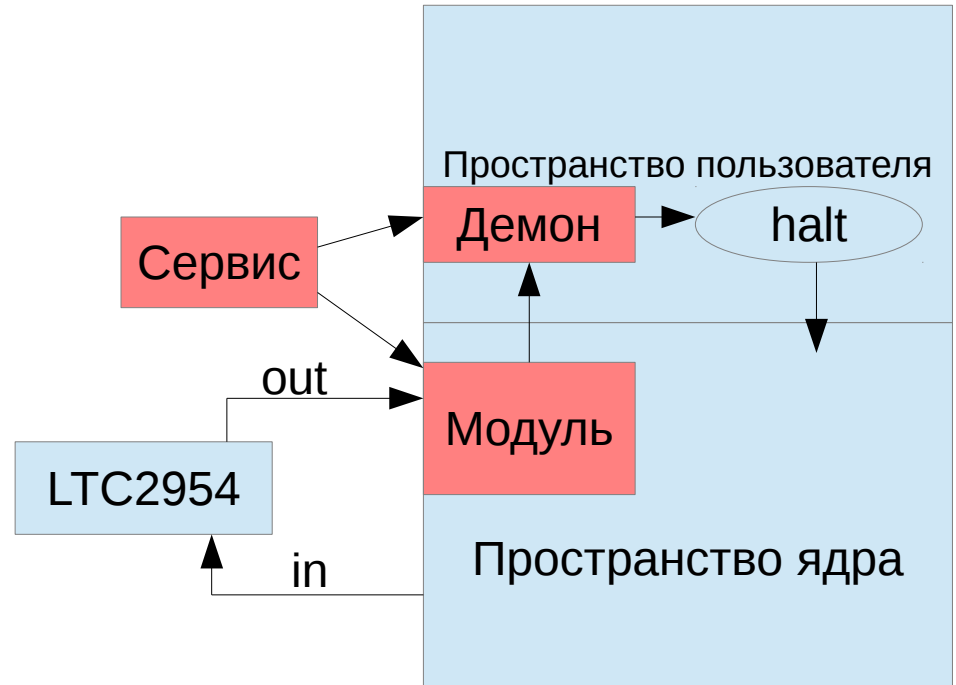 Пространство пользователя
Демон
halt
Сервис
out
Модуль
LTC2954
in
Пространство ядра